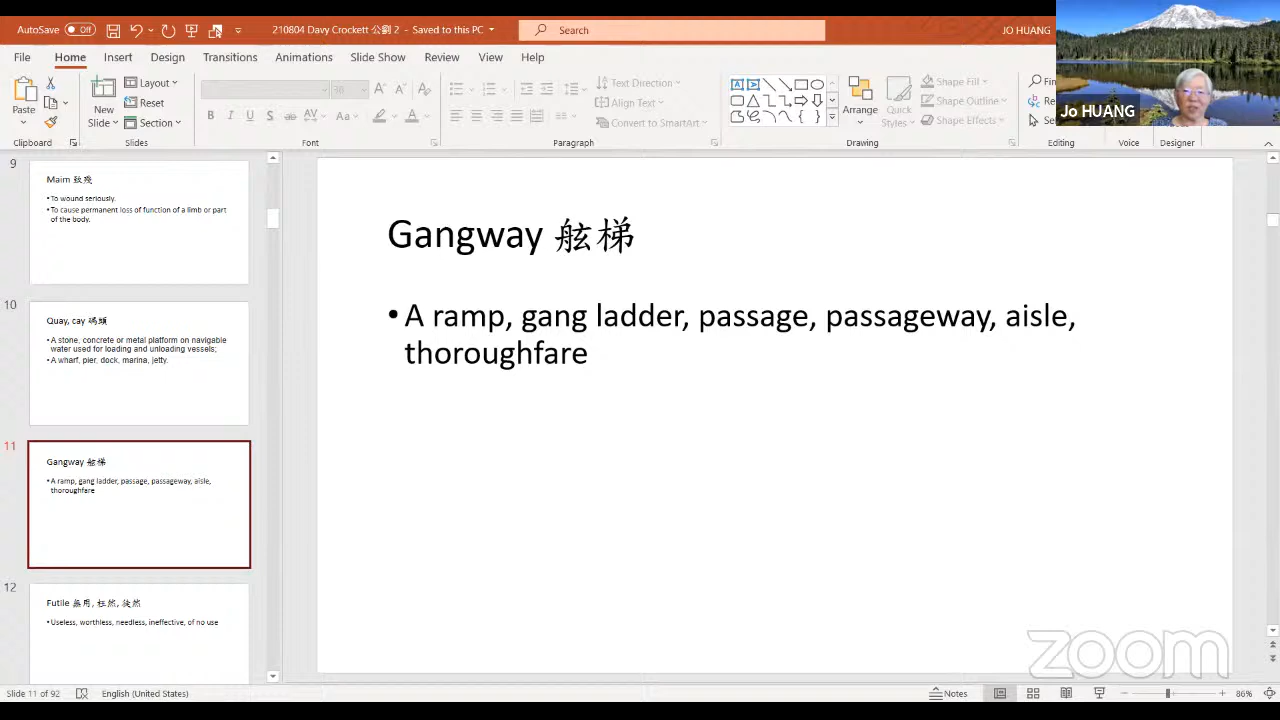 AutoSave Off 210804 Davy Crockett 公劉 2 - Saved to this PC Search JO HUANG
File Home Insert Design Transitions Animations Slide Show Review View Help
Paste
New
Slide
Layout
Reset
Section
Text Direction
Align Text
Convert to SmartArt
Arrange
Quick
Styles
Shape Fill
Shape Outline
Shape Effects
Jo HUANG
Clipboard Slides Font Paragraph Drawing Editing Voice Designer
9
Maim 致殘
•To wound seriously.
•To cause permanent loss of function of a limb or part
of the body.
10
Quay, cay 碼頭
•A stone, concrete or metal platform on navigable
water used for loading and unloading vessels;
•A wharf, pier, dock, marina, jetty.
11
Gangway 舷梯
•A ramp, gang ladder, passage, passageway, aisle,
thoroughfare
12
Futile 無用, 枉然, 徒然
•Useless, worthless, needless, ineffective, of no use
Gangway 舷梯
•A ramp, gang ladder, passage, passageway, aisle,
thoroughfare
zoom
Slide 11 of 92 English (United States) Notes 86%